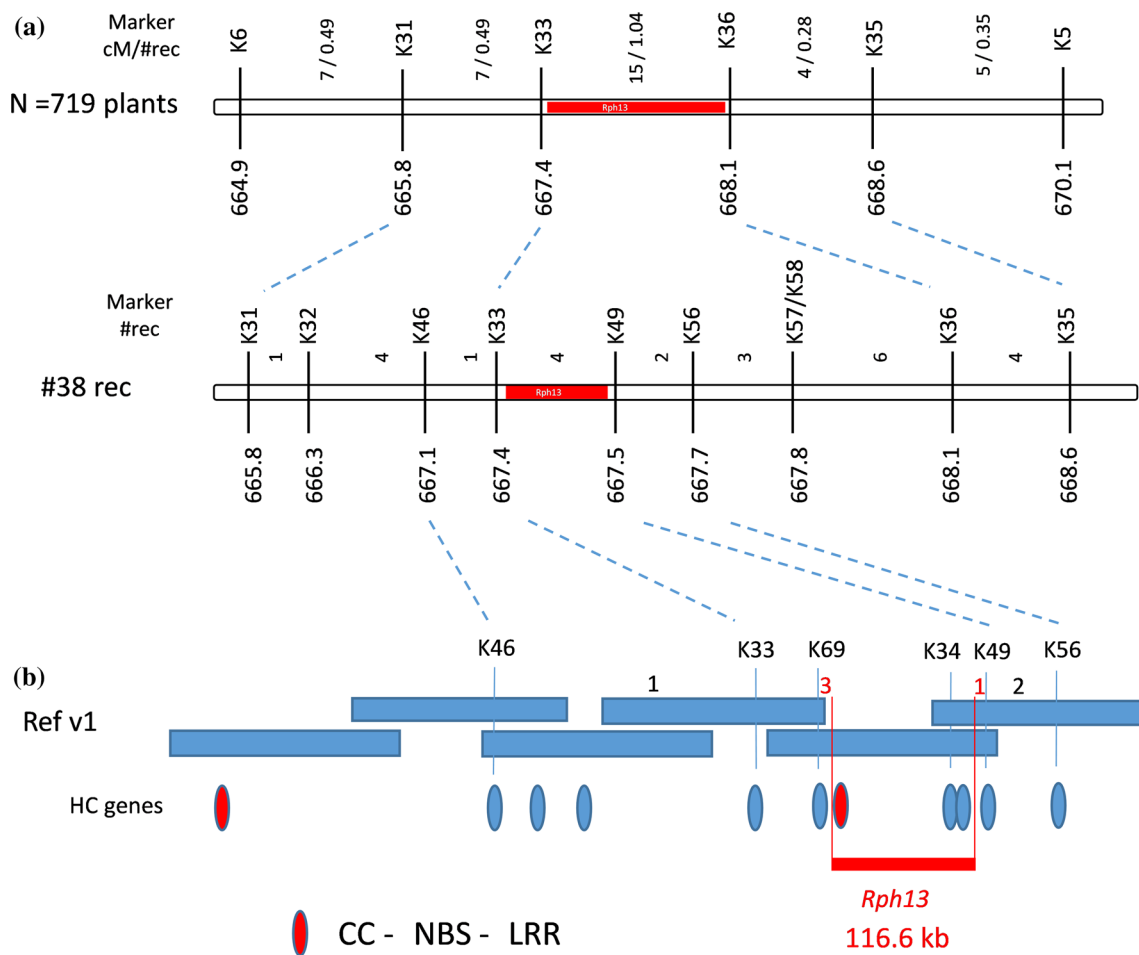 (a)
Marker
cM/#rec
K6 7 / 0.49 K31 7 / 0.49 K33 15 / 1.04 K36 4 / 0.28 K35 5 / 0.35 K5
N =719 plants
Rph13
664.9 665.8 667.4 668.1 668.6 670.1
Marker
#rec
K31 K32 K46 K33 K49 K56 K57/K58 K36 K35
1 4 1 4 2 3 6 4
#38 rec
Rph13
665.8 666.3 667.1 667.4 667.5 667.7 667.8 668.1 668.6
K46 K33 K69 K34 K49 K56
(b)
1 3 1 2
Ref v1
HC genes
Rph13
116.6 kb
CC - NBS - LRR